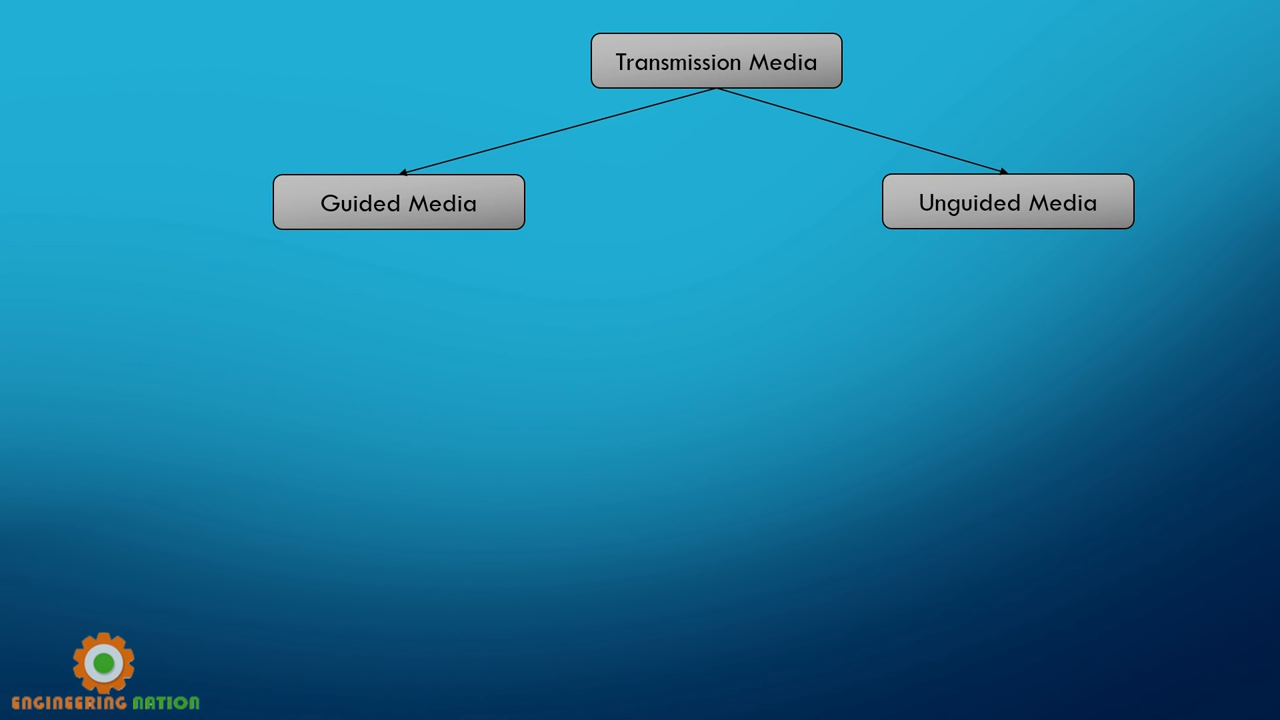 Transmission Media
Guided Media
Unguided Media
ENGINEERING NATION